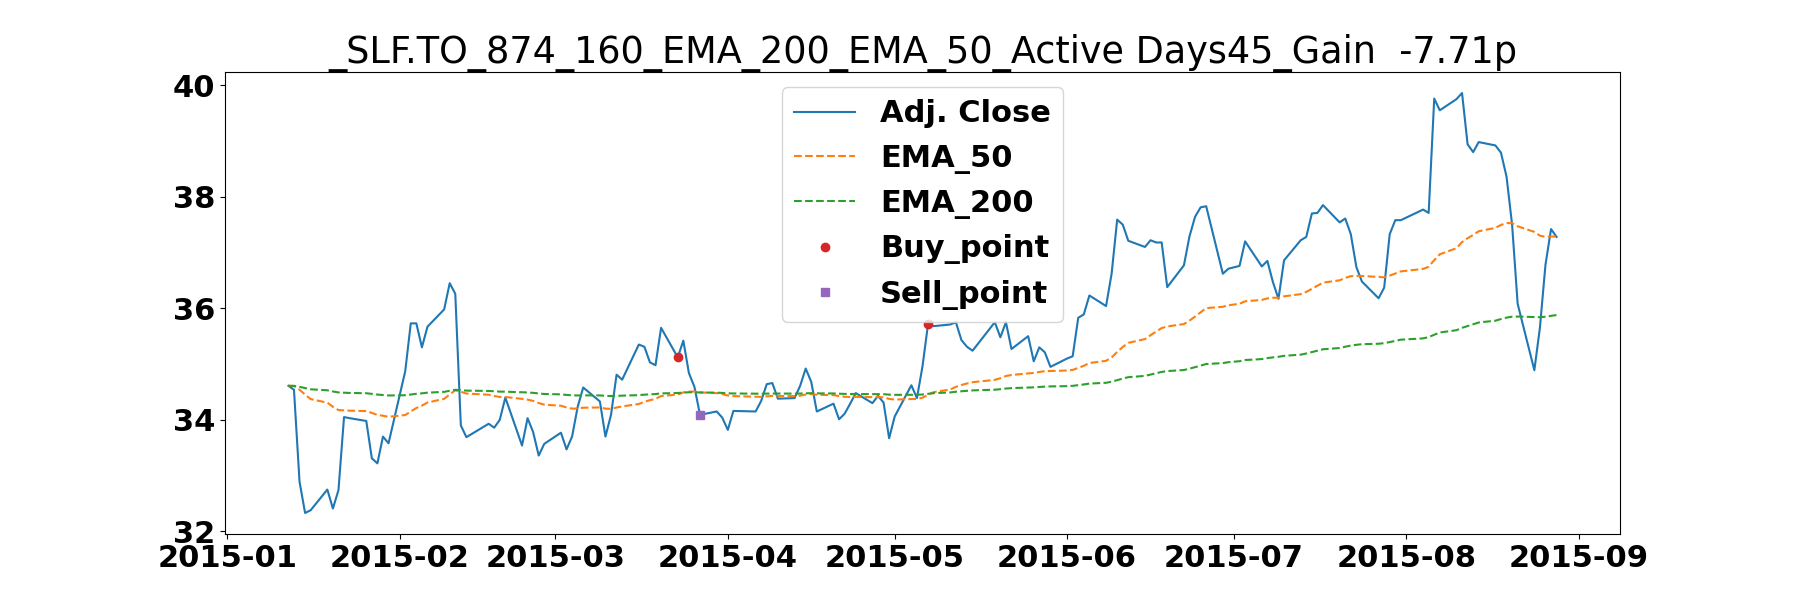 _SLF.TO_874_160_EMA_200_EMA_50_Active Days45_Gain  -7.71p
40
38
36
34
32
Adj. Close
EMA_50
EMA_200
Buy_point
Sell_point
2015-01 2015-02 2015-03 2015-04 2015-05 2015-06 2015-07 2015-08 2015-09